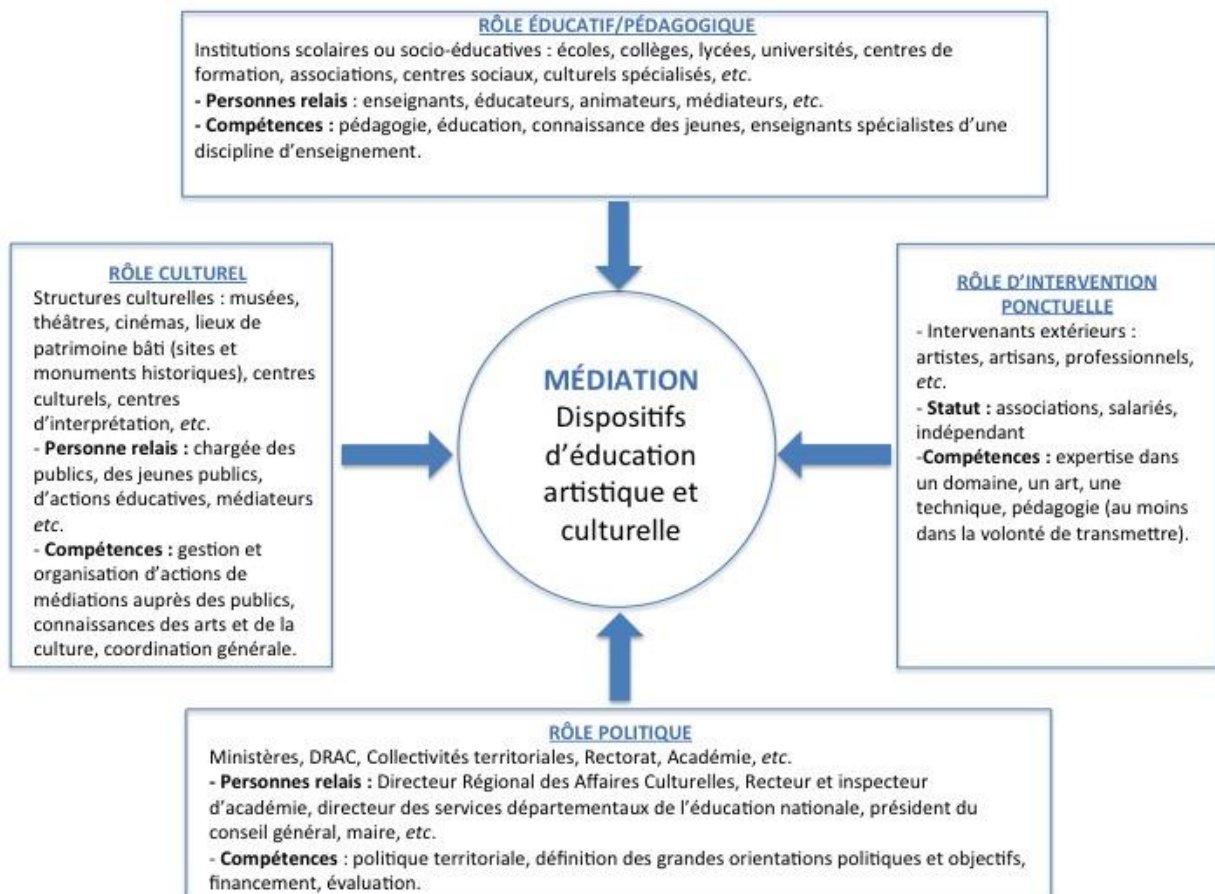 RÔLE ÉDUCATIF/PÉDAGOGIQUE
Institutions scolaires ou socio-éducatives : écoles, collèges, lycées, universités, centres de
formation, associations, centres sociaux, culturels spécialisés, etc.
- Personnes relais : enseignants, éducateurs, animateurs, médiateurs, etc.
- Compétences : pédagogie, éducation, connaissance des jeunes, enseignants spécialistes d’une
discipline d’enseignement.
RÔLE CULTUREL
Structures culturelles : musées,
théâtres, cinémas, lieux de
patrimoine bâti (sites et
monuments historiques), centres
culturels, centres
d’interprétation, etc.
- Personne relais : chargée des
publics, des jeunes publics,
d’actions éducatives, médiateurs
etc.
- Compétences : gestion et
organisation d’actions de
médiations auprès des publics,
connaissances des arts et de la
culture, coordination générale.
MÉDIATION
Dispositifs
d’éducation
artistique et
culturelle
RÔLE D’INTERVENTION
PONCTUELLE
- Intervenants extérieurs :
artistes, artisans, professionnels,
etc.
- Statut : associations, salariés,
indépendant
-Compétences : expertise dans
un domaine, un art, une
technique, pédagogie (au moins
dans la volonté de transmettre).
RÔLE POLITIQUE
Ministères, DRAC, Collectivités territoriales, Rectorat, Académie, etc.
- Personnes relais : Directeur Régional des Affaires Culturelles, Recteur et inspecteur
d’académie, directeur des services départementaux de l’éducation nationale, président du
conseil général, maire, etc.
- Compétences : politique territoriale, définition des grandes orientations politiques et objectifs,
financement, évaluation.